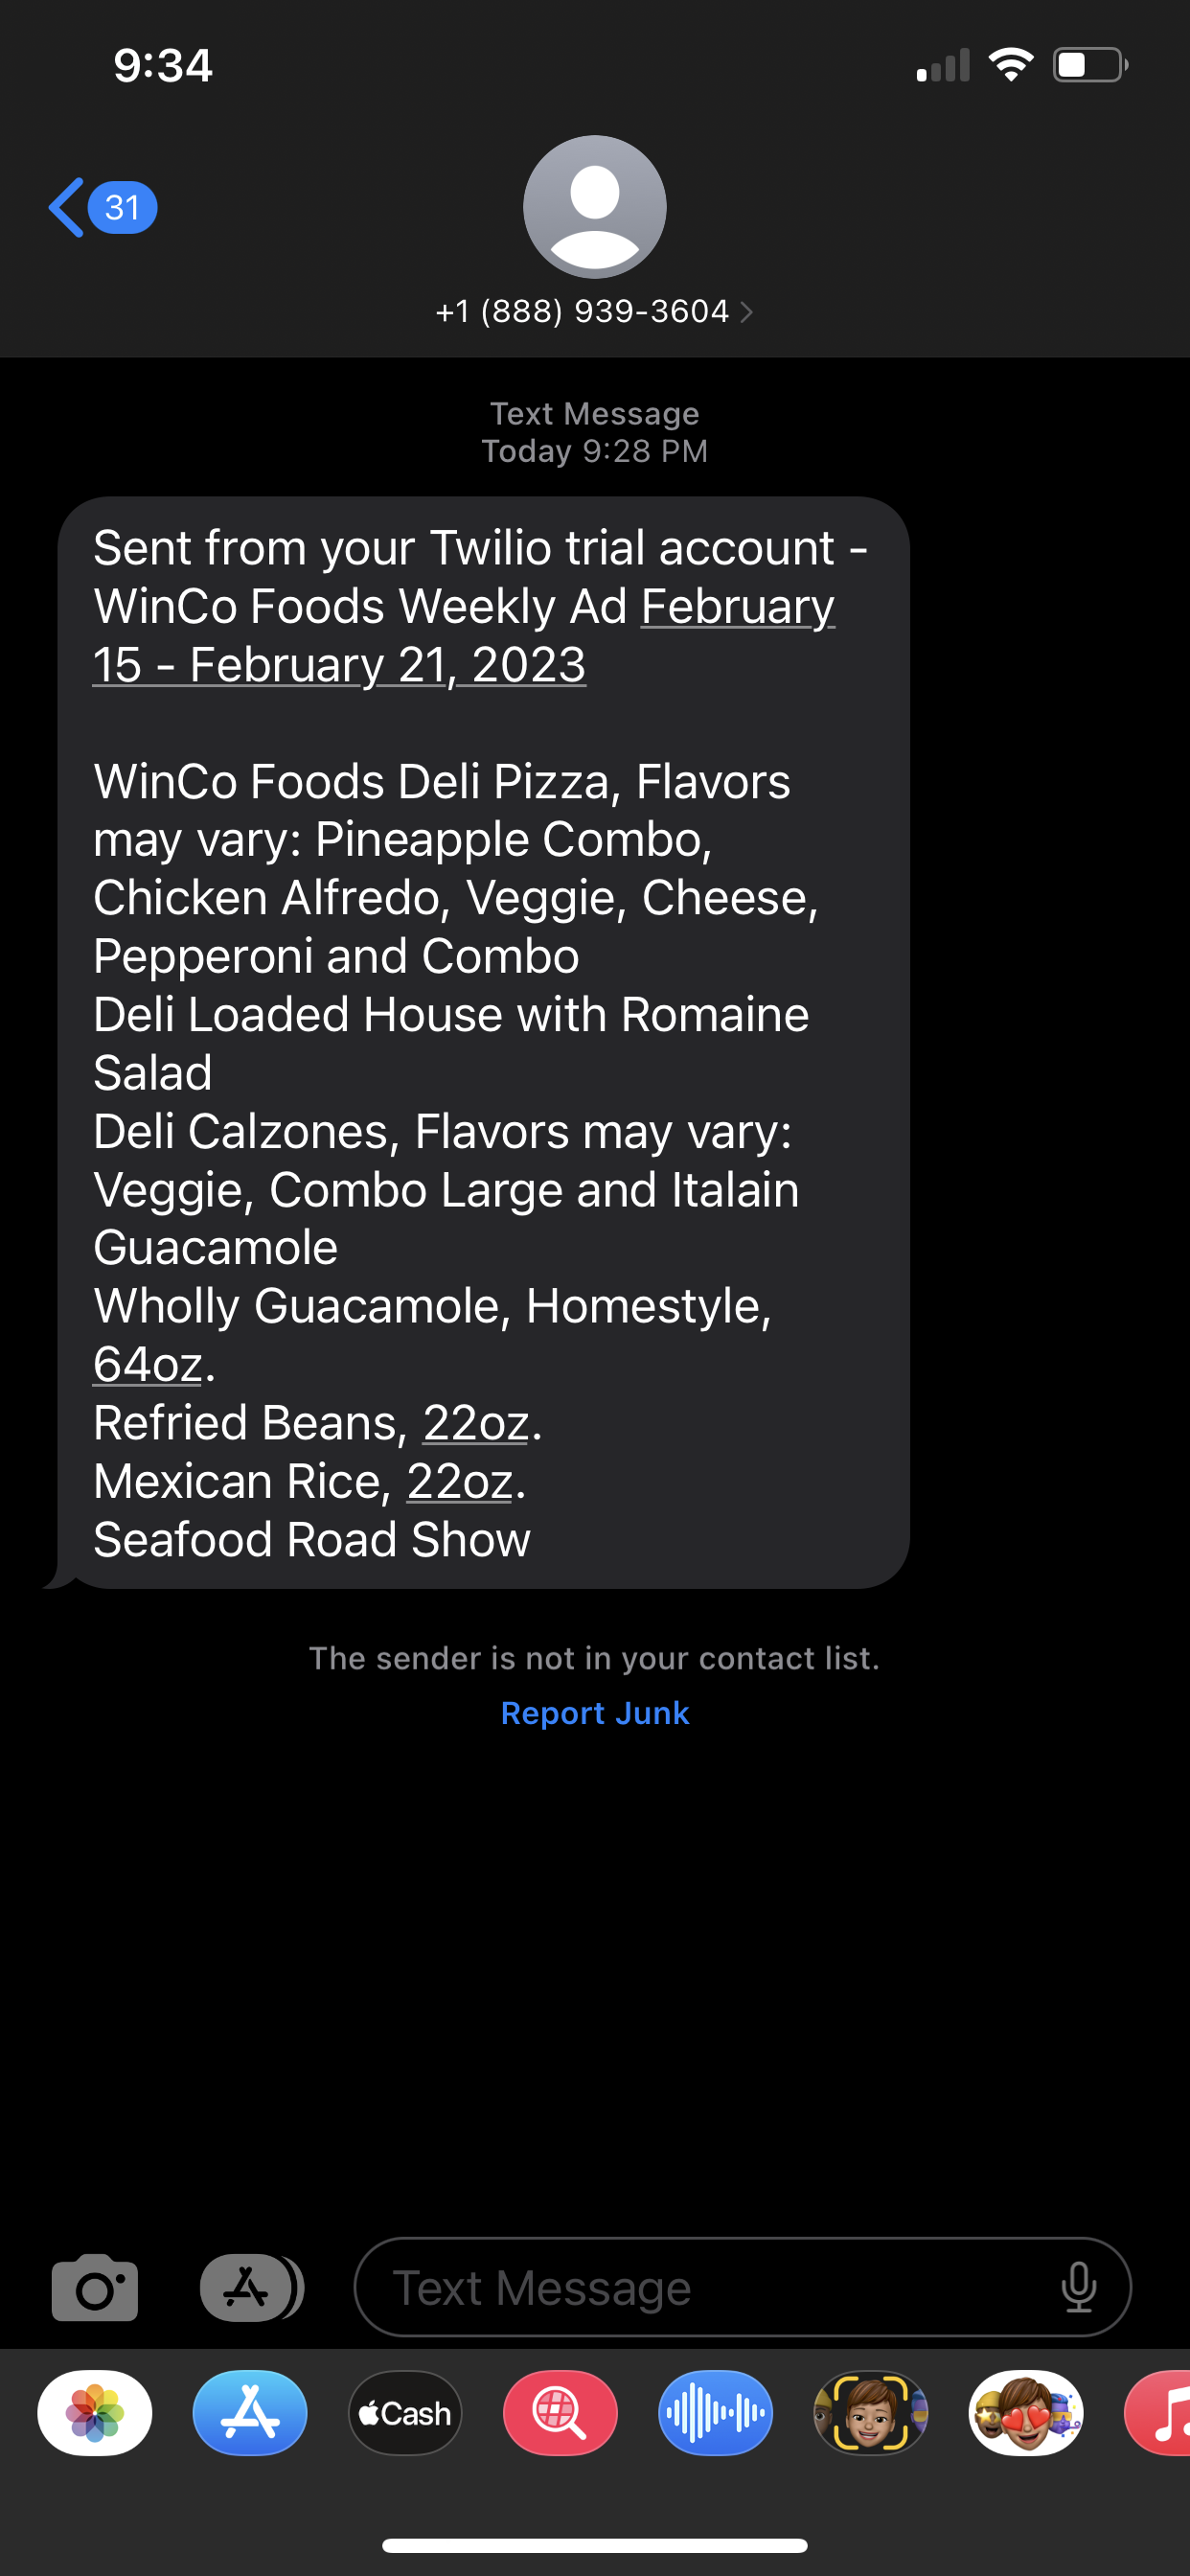 9:34
31
+1 (888) 939-3604
Text Message
Today 9:28 PM
Sent from your Twilio trial account -
WinCo Foods Weekly Ad February
15 - February 21, 2023
WinCo Foods Deli Pizza, Flavors
may vary: Pineapple Combo,
Chicken Alfredo, Veggie, Cheese,
Pepperoni and Combo
Deli Loaded House with Romaine
Salad
Deli Calzones, Flavors may vary:
Veggie, Combo Large and Italain
Guacamole
Wholly Guacamole, Homestyle,
64oz.
Refried Beans, 22oz.
Mexican Rice, 22oz.
Seafood Road Show
The sender is not in your contact list.
Report Junk
Text Message
Cash